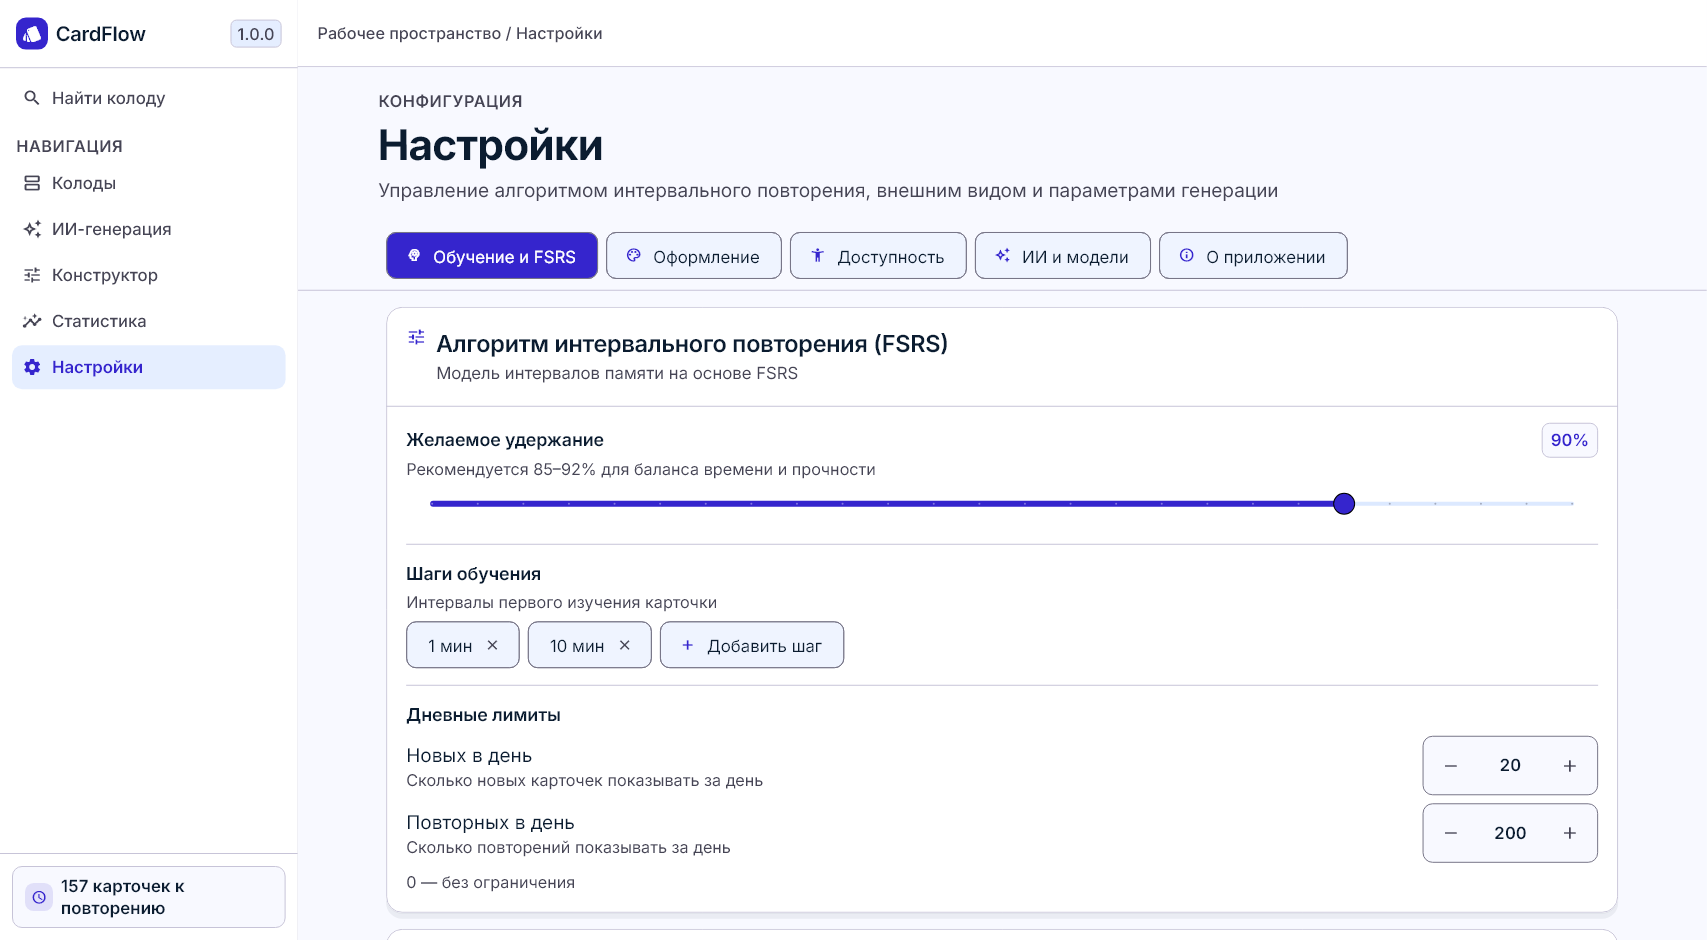 CardFlow
1.0.0
Найти колоду
НАВИГАЦИЯ
Колоды
ИИ-генерация
Конструктор
Статистика
Настройки
157 карточек к
повторению
Рабочее пространство / Настройки
КОНФИГУРАЦИЯ
Настройки
Управление алгоритмом интервального повторения, внешним видом и параметрами генерации
Обучение и FSRS
Оформление
Доступность
ИИ и модели
О приложении
Алгоритм интервального повторения (FSRS)
Модель интервалов памяти на основе FSRS
Желаемое удержание
90%
Рекомендуется 85–92% для баланса времени и прочности
Шаги обучения
Интервалы первого изучения карточки
1 мин ×
10 мин ×
+ Добавить шаг
Дневные лимиты
Новых в день
Сколько новых карточек показывать за день
− 20 +
Повторных в день
Сколько повторений показывать за день
− 200 +
0 — без ограничения